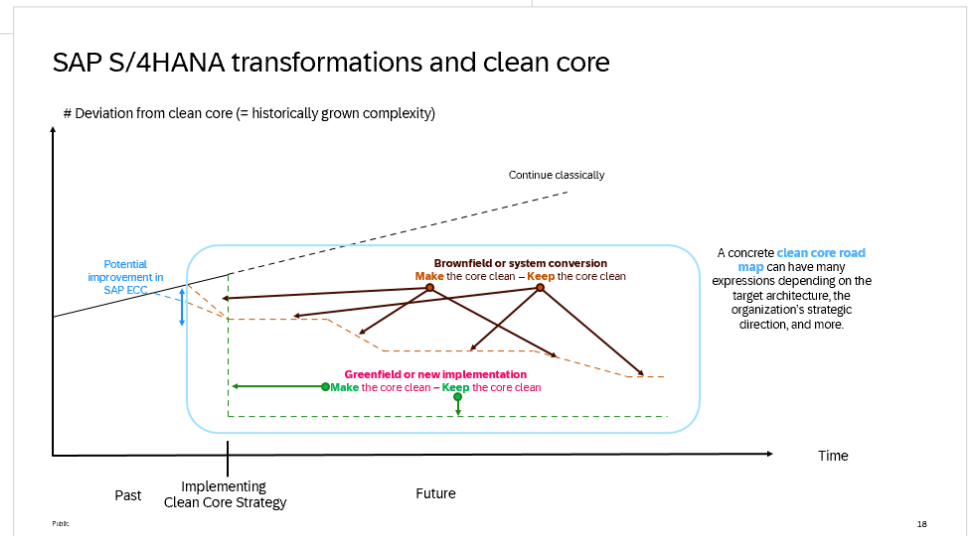 SAP S/4HANA transformations and clean core
# Deviation from clean core (= historically grown complexity)
Continue classically
Potential
improvement in
SAP ECC
Brownfield or system conversion
Make the core clean – Keep the core clean
A concrete clean core road
map can have many
expressions depending on the
target architecture, the
organization's strategic
direction, and more.
Greenfield or new implementation
Make the core clean – Keep the core clean
Time
Past
Implementing
Clean Core Strategy
Future
Public
18